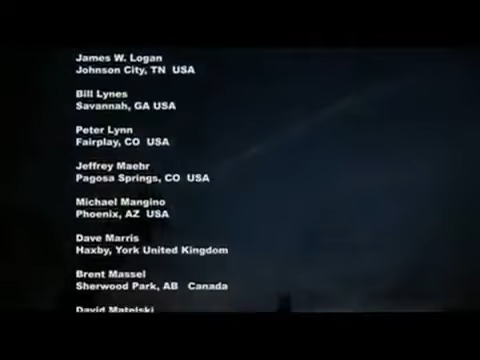 James W. Logan
Johnson City, TN  USA
Bill Lynes
Savannah, GA USA
Peter Lynn
Fairplay, CO  USA
Jeffrey Maehr
Pagosa Springs, CO  USA
Michael Mangino
Phoenix, AZ  USA
Dave Marris
Haxby, York United Kingdom
Brent Massel
Sherwood Park, AB   Canada
David